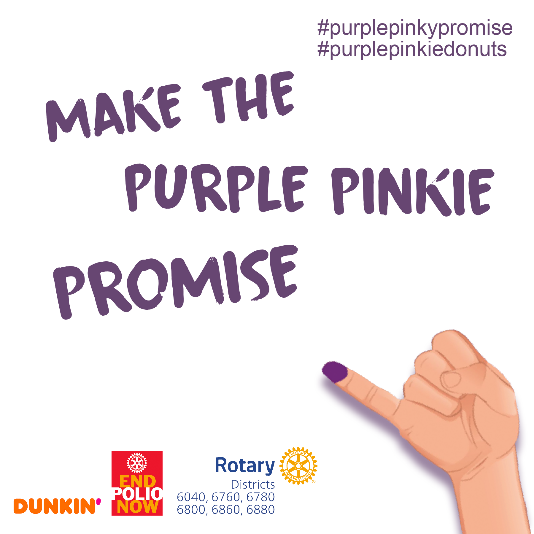 #purplepinkypromise
#purplepinkiedonuts
MAKE THE
PURPLE PINKIE
PROMISE
DUNKIN'
END
POLIO
NOW
Rotary
Districts
6040, 6760, 6780
6800, 6860, 6880